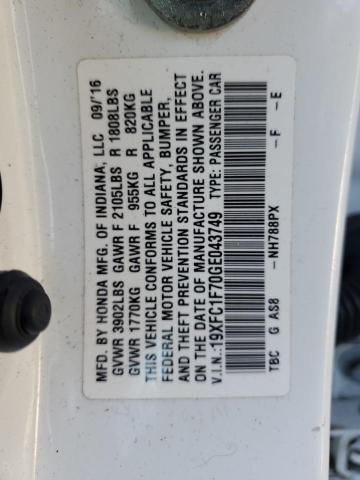 MFD. BY HONDA MFG. OF INDIANA, LLC 09/'16
GVWR 3902LBS GAWR F 2105LBS R 1808LBS
GVWR 1770KG GAWR F 955KG R 820KG
THIS VEHICLE CONFORMS TO ALL APPLICABLE
FEDERAL MOTOR VEHICLE SAFETY, BUMPER,
AND THEFT PREVENTION STANDARDS IN EFFECT
ON THE DATE OF MANUFACTURE SHOWN ABOVE.
V.I.N.:19XFC1F70GE043749 TYPE: PASSENGER CAR
TBC G AS8 -NH788PX -F -E